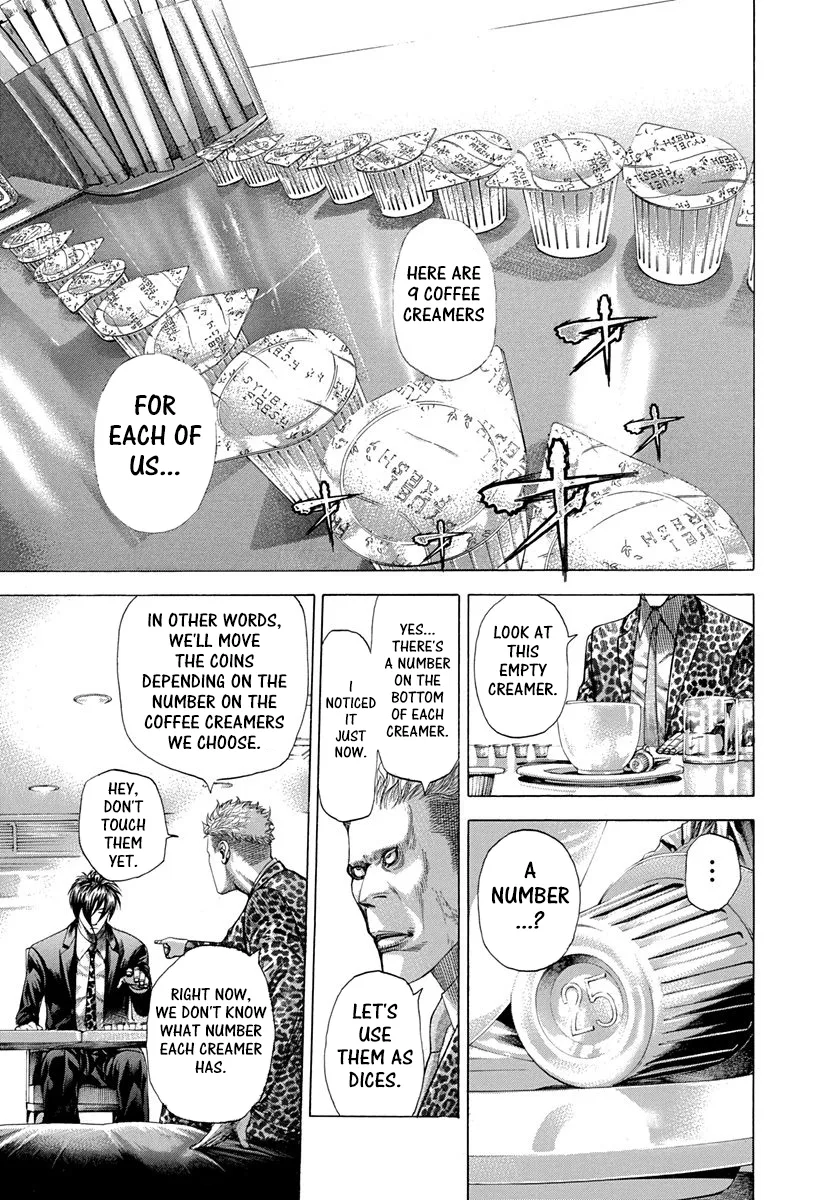 HERE ARE
9 COFFEE
CREAMERS
FOR
EACH OF
US...
LOOK AT
THIS
EMPTY
CREAMER.
...
A
NUMBER
...?
25
YES...
THERE'S
A NUMBER
ON THE
BOTTOM
OF EACH
CREAMER.
I
NOTICED
IT
JUST
NOW.
LET'S
USE
THEM AS
DICES.
IN OTHER WORDS,
WE'LL MOVE
THE COINS
DEPENDING ON THE
NUMBER ON THE
COFFEE CREAMERS
WE CHOOSE.
HEY,
DON'T
TOUCH
THEM
YET.
RIGHT NOW,
WE DON'T KNOW
WHAT NUMBER
EACH CREAMER
HAS.